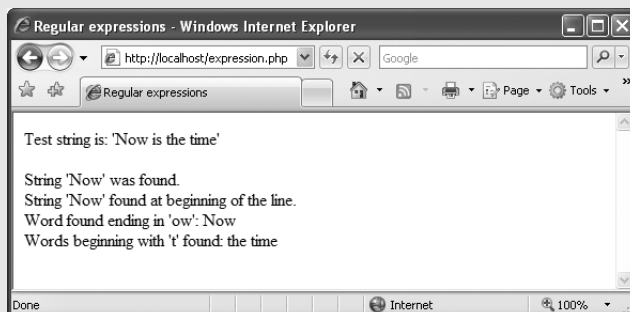 Regular expressions - Windows Internet Explorer
http://localhost/expression.php
Google
Regular expressions
Page
Tools
»
Test string is: 'Now is the time'
String 'Now' was found.
String 'Now' found at beginning of the line.
Word found ending in 'ow': Now
Words beginning with 't' found: the time
Done
Internet
100%